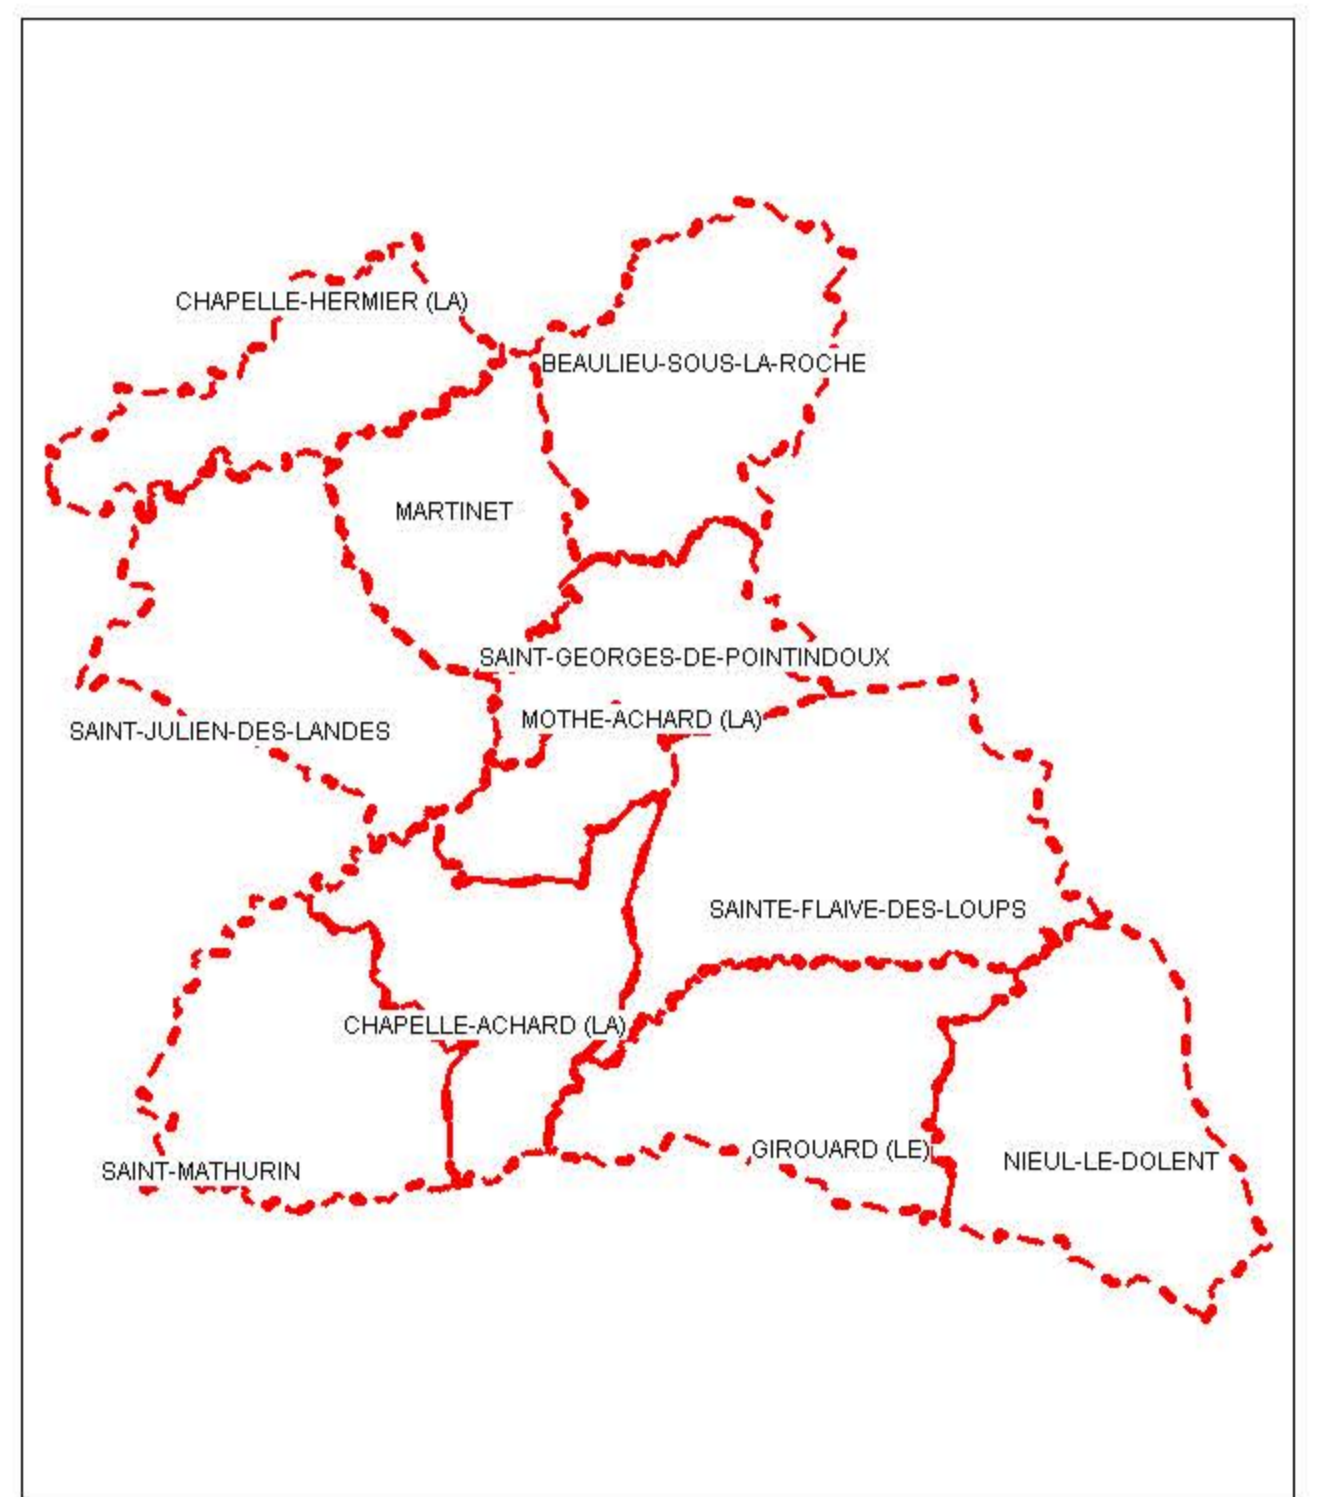 CHAPELLE-HERMIER (LA)
BEAULIEU-SOUS-LA-ROCHE
MARTINET
SAINT-GEORGES-DE-POINTINDOUX
MOTHE-ACHARD (LA)
SAINT-JULIEN-DES-LANDES
SAINTE-FLAIVE-DES-LOUPS
CHAPELLE-ACHARD (LA)
GIROUARD (LE)
NIEUL-LE-DOLENT
SAINT-MATHURIN